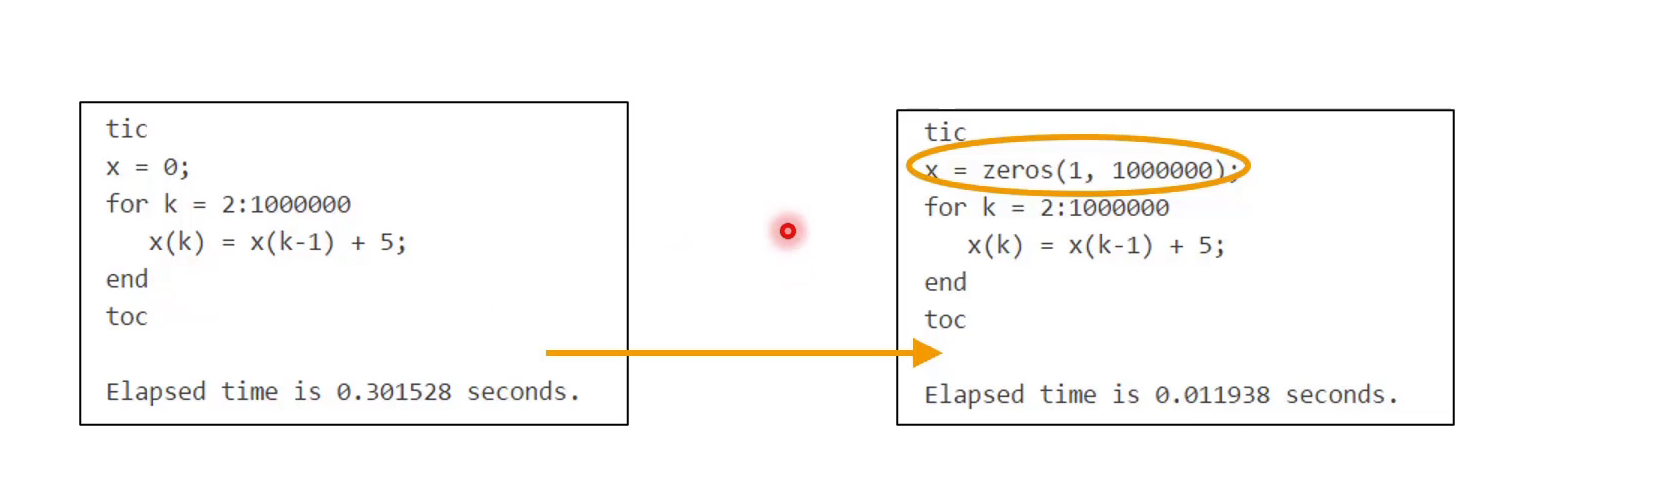 tic
x = 0;
for k = 2:1000000
x(k) = x(k-1) + 5;
end
toc
Elapsed time is 0.301528 seconds.
tic
x = zeros(1, 1000000);
for k = 2:1000000
x(k) = x(k-1) + 5;
end
toc
Elapsed time is 0.011938 seconds.